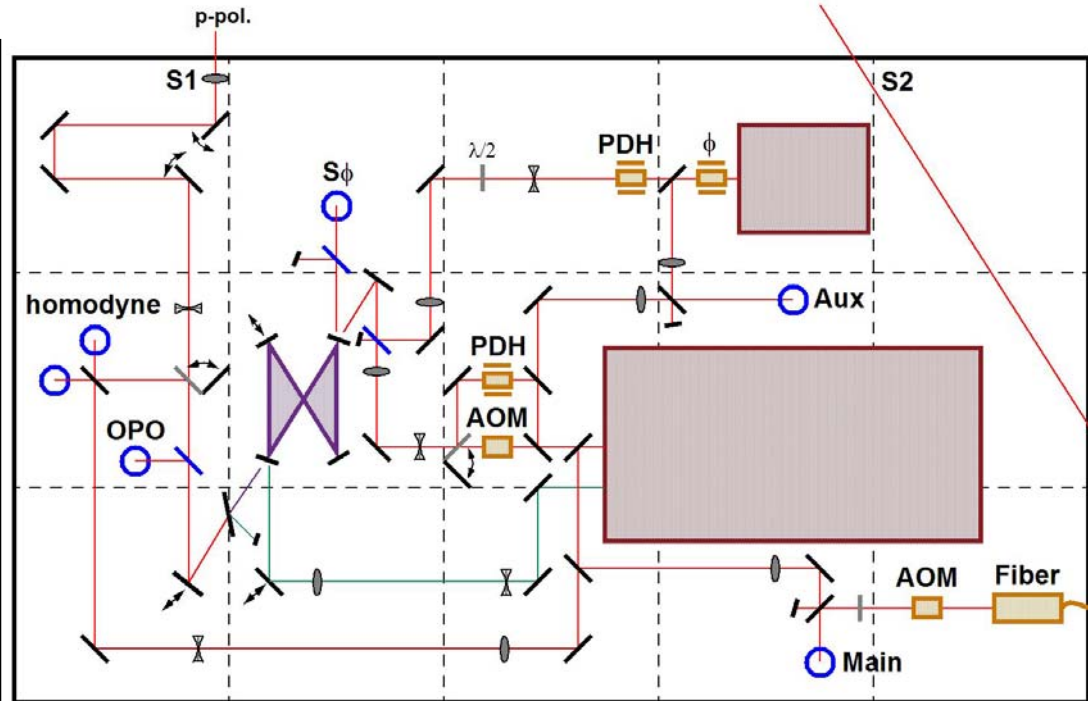 p-pol.
S1
S2
PDH
ϕ
λ/2
Sϕ
homodyne
Aux
PDH
AOM
OPO
AOM
Fiber
Main